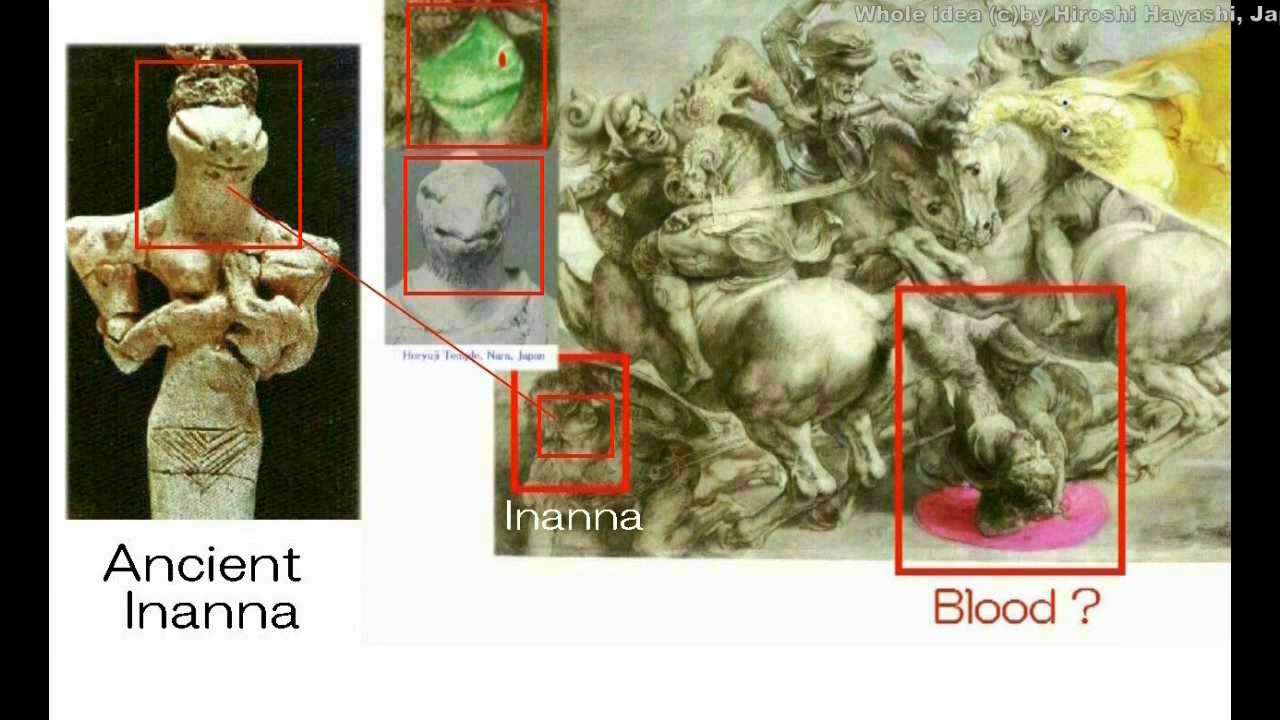 Whole idea (c)by Hiroshi Hayashi, Ja
Horyuji Temple, Nara, Japan
Inanna
Ancient
Inanna
Blood ?